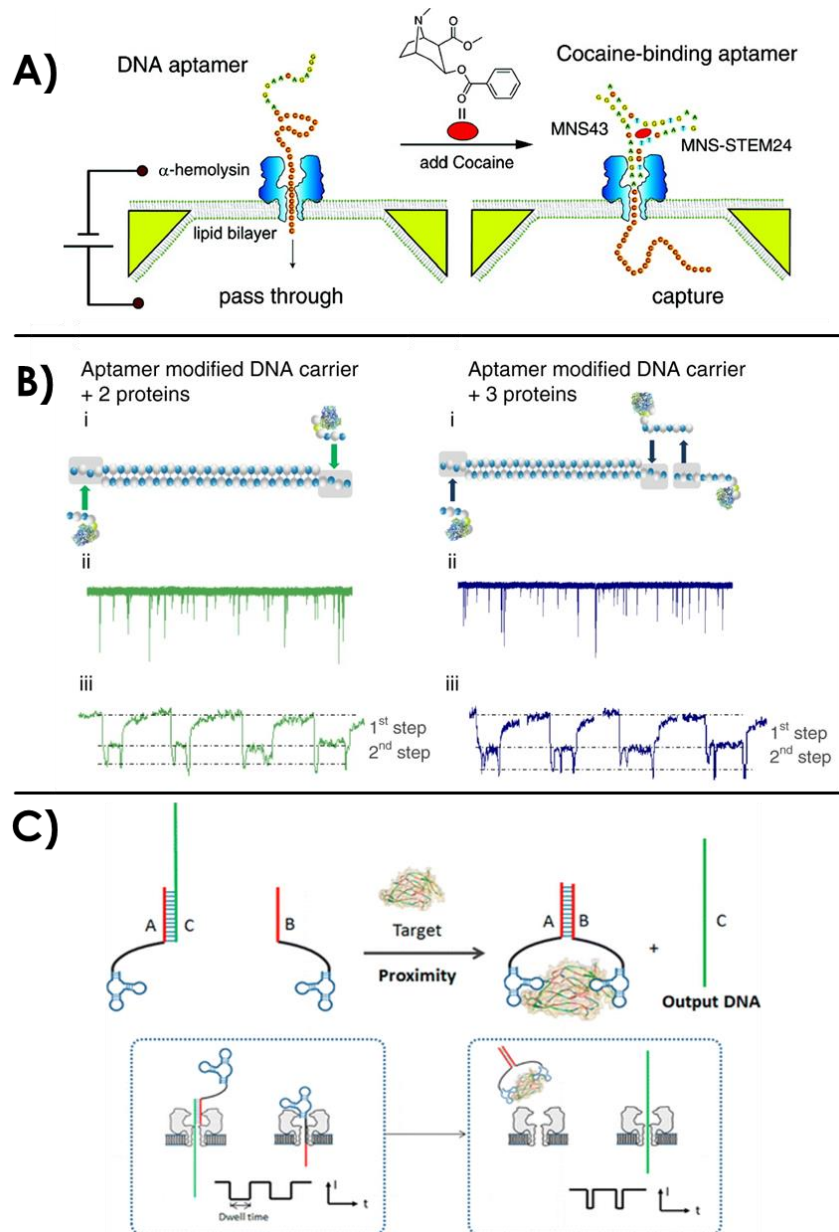 A)
DNA aptamer
α-hemolysin
lipid bilayer
pass through
N
O
O
O
O
add Cocaine
Cocaine-binding aptamer
MNS43
MNS-STEM24
capture
B)
Aptamer modified DNA carrier
+ 2 proteins
i
ii
iii
1st step
2nd step
Aptamer modified DNA carrier
+ 3 proteins
i
ii
iii
1st step
2nd step
C)
A
C
B
Target
Proximity
A
B
+
C
Output DNA
Dwell time
I
t
I
t